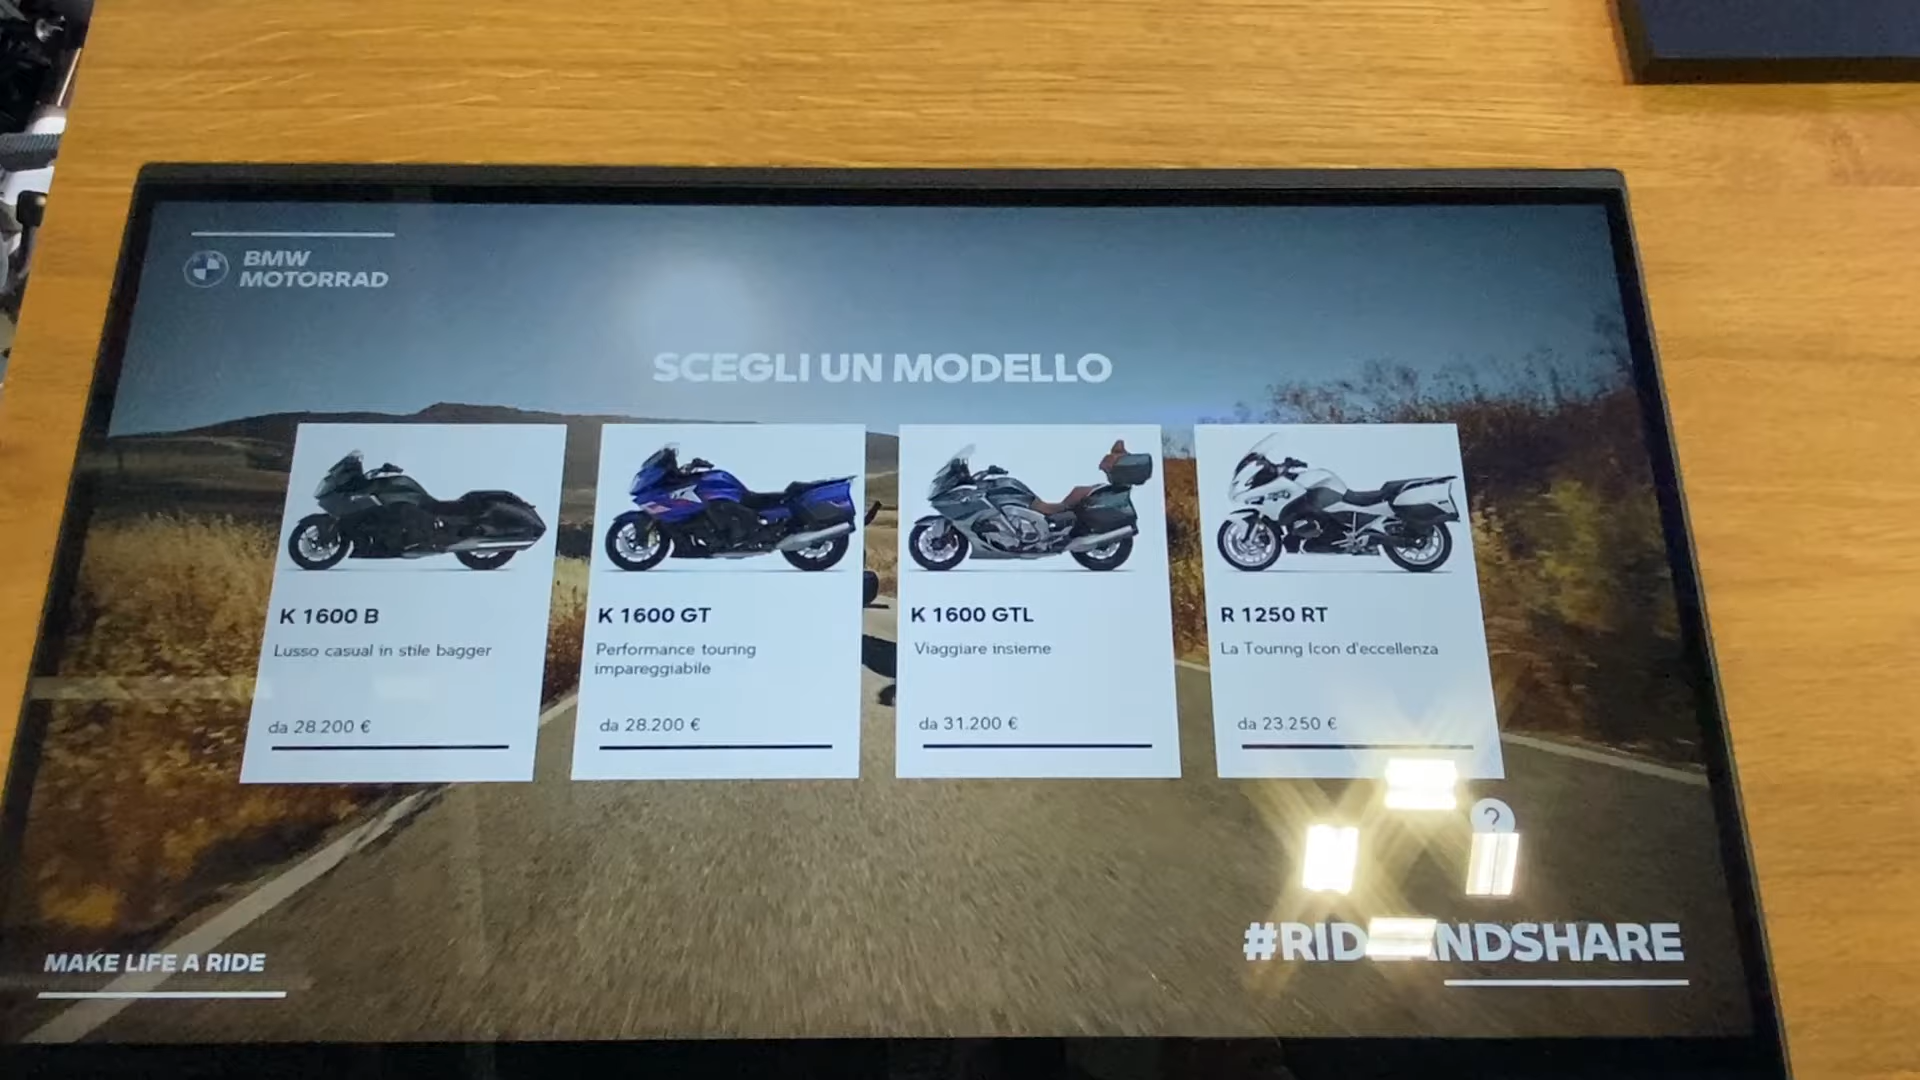 BMW
MOTORRAD
SCEGLI UN MODELLO
K 1600 B
Lusso casual in stile bagger
da 28.200 €
K 1600 GT
Performance touring
impareggiabile
da 28.200 €
K 1600 GTL
Viaggiare insieme
da 31.200 €
R 1250 RT
La Touring Icon d'eccellenza
da 23.250 €
?
MAKE LIFE A RIDE
#RIDEANDSHARE